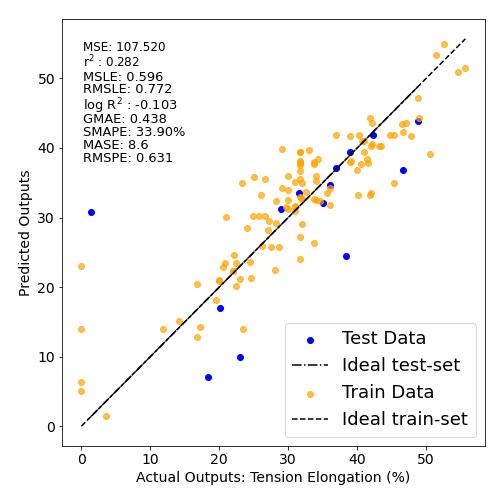 MSE: 107.520
r² : 0.282
MSLE: 0.596
RMSLE: 0.772
log R² : -0.103
GMAE: 0.438
SMAPE: 33.90%
MASE: 8.6
RMSPE: 0.631
50
40
30
20
10
0
Predicted Outputs
Test Data
Ideal test-set
Train Data
Ideal train-set
0 10 20 30 40 50
Actual Outputs: Tension Elongation (%)